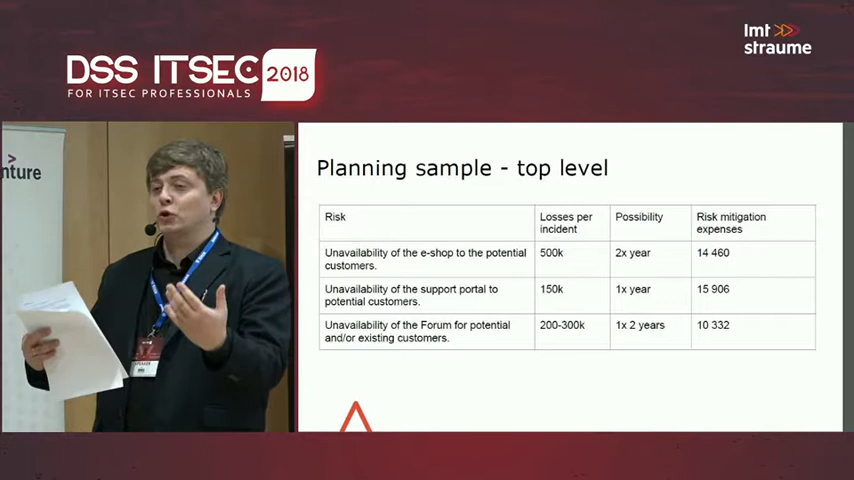 lmt
straume
DSS ITSEC 2018
FOR ITSEC PROFESSIONALS
nture
Planning sample - top level
Risk
Losses per
incident
Possibility
Risk mitigation
expenses
Unavailability of the e-shop to the potential
customers.
500k
2x year
14 460
Unavailability of the support portal to
potential customers.
150k
1x year
15 906
Unavailability of the Forum for potential
and/or existing customers.
200-300k
1x 2 years
10 332
SPEAKER